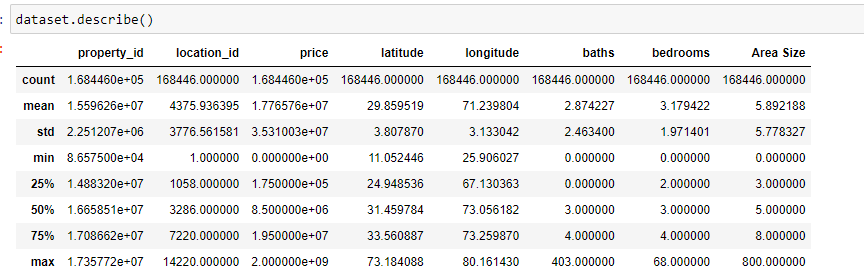 dataset.describe()
property_id location_id price latitude longitude baths bedrooms Area Size
count 1.684460e+05 168446.000000 1.684460e+05 168446.000000 168446.000000 168446.000000 168446.000000 168446.000000
mean 1.559626e+07 4375.936395 1.776576e+07 29.859519 71.239804 2.874227 3.179422 5.892188
std 2.251207e+06 3776.561581 3.531003e+07 3.807870 3.133042 2.463400 1.971401 5.778327
min 8.657500e+04 1.000000 0.000000e+00 11.052446 25.906027 0.000000 0.000000 0.000000
25% 1.488320e+07 1058.000000 1.750000e+05 24.948536 67.130363 0.000000 2.000000 3.000000
50% 1.665851e+07 3286.000000 8.500000e+06 31.459784 73.056182 3.000000 3.000000 5.000000
75% 1.708662e+07 7220.000000 1.950000e+07 33.560887 73.259870 4.000000 4.000000 8.000000
max 1.735772e+07 14220.000000 2.000000e+09 73.184088 80.161430 403.000000 68.000000 800.000000